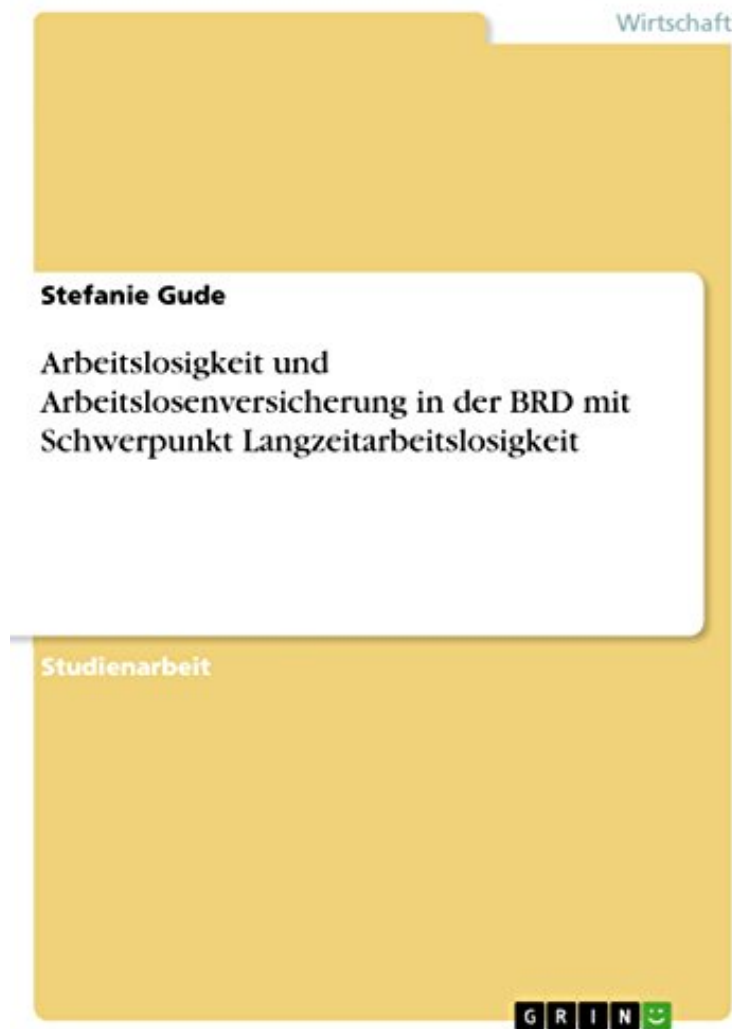 Wirtschaft
Stefanie Gude
Arbeitslosigkeit und
Arbeitslosenversicherung in der BRD mit
Schwerpunkt Langzeitarbeitslosigkeit
Studienarbeit
GRIN